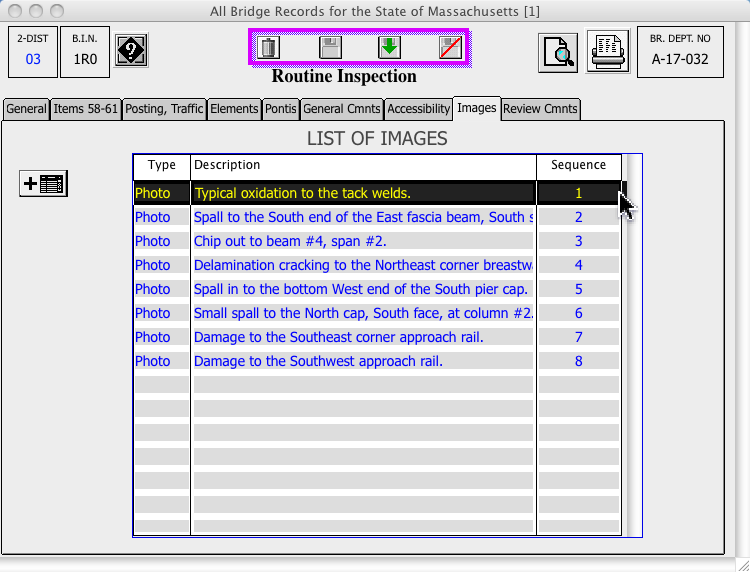 All Bridge Records for the State of Massachusetts [1]
2-DIST
03
B.I.N.
1R0
?
BR. DEPT. NO
A-17-032
Routine Inspection
General Items 58-61 Posting, Traffic Elements Pontis General Cmnts Accessibility Images Review Cmnts
LIST OF IMAGES
Type Description Sequence
Photo Typical oxidation to the tack welds. 1
Photo Spall to the South end of the East fascia beam, South s 2
Photo Chip out to beam #4, span #2. 3
Photo Delamination cracking to the Northeast corner breastw 4
Photo Spall in to the bottom West end of the South pier cap. 5
Photo Small spall to the North cap, South face, at column #2. 6
Photo Damage to the Southeast corner approach rail. 7
Photo Damage to the Southwest approach rail. 8